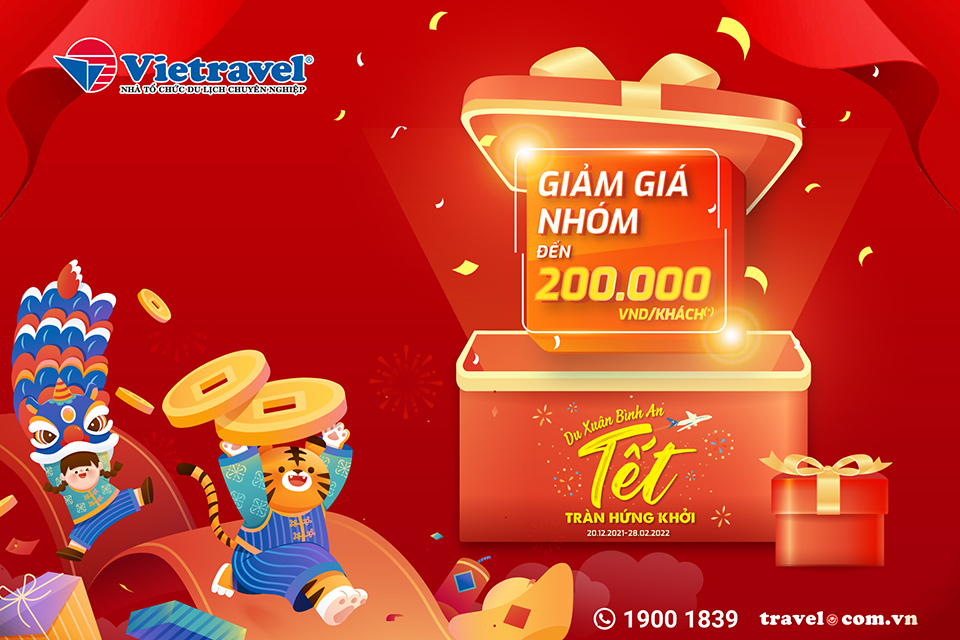 Vietravel®
NHÀ TỔ CHỨC DU LỊCH CHUYÊN NGHIỆP
GIẢM GIÁ
NHÓM
ĐẾN
200.000
VND/KHÁCH(*)
Du Xuân Bình An
Tết
TRÀN HỨNG KHỞI
20.12.2021-28.02.2022
1900 1839 travel.com.vn